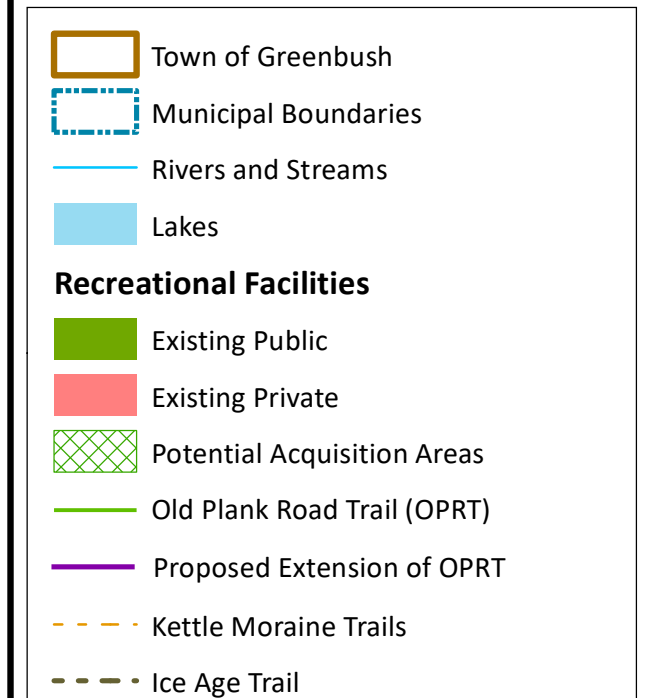 Town of Greenbush
Municipal Boundaries
Rivers and Streams
Lakes
Recreational Facilities
Existing Public
Existing Private
Potential Acquisition Areas
Old Plank Road Trail (OPRT)
Proposed Extension of OPRT
Kettle Moraine Trails
Ice Age Trail